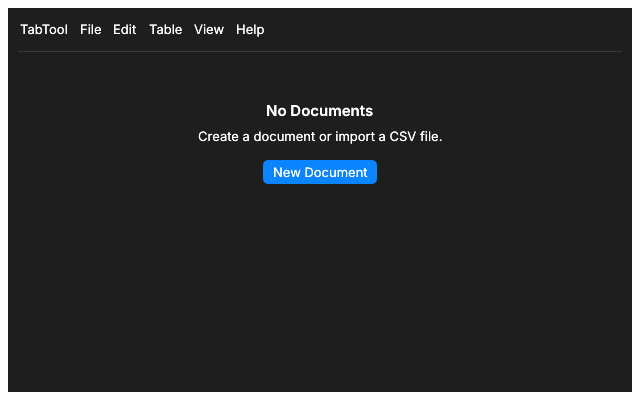 TabTool File Edit Table View Help
No Documents
Create a document or import a CSV file.
New Document